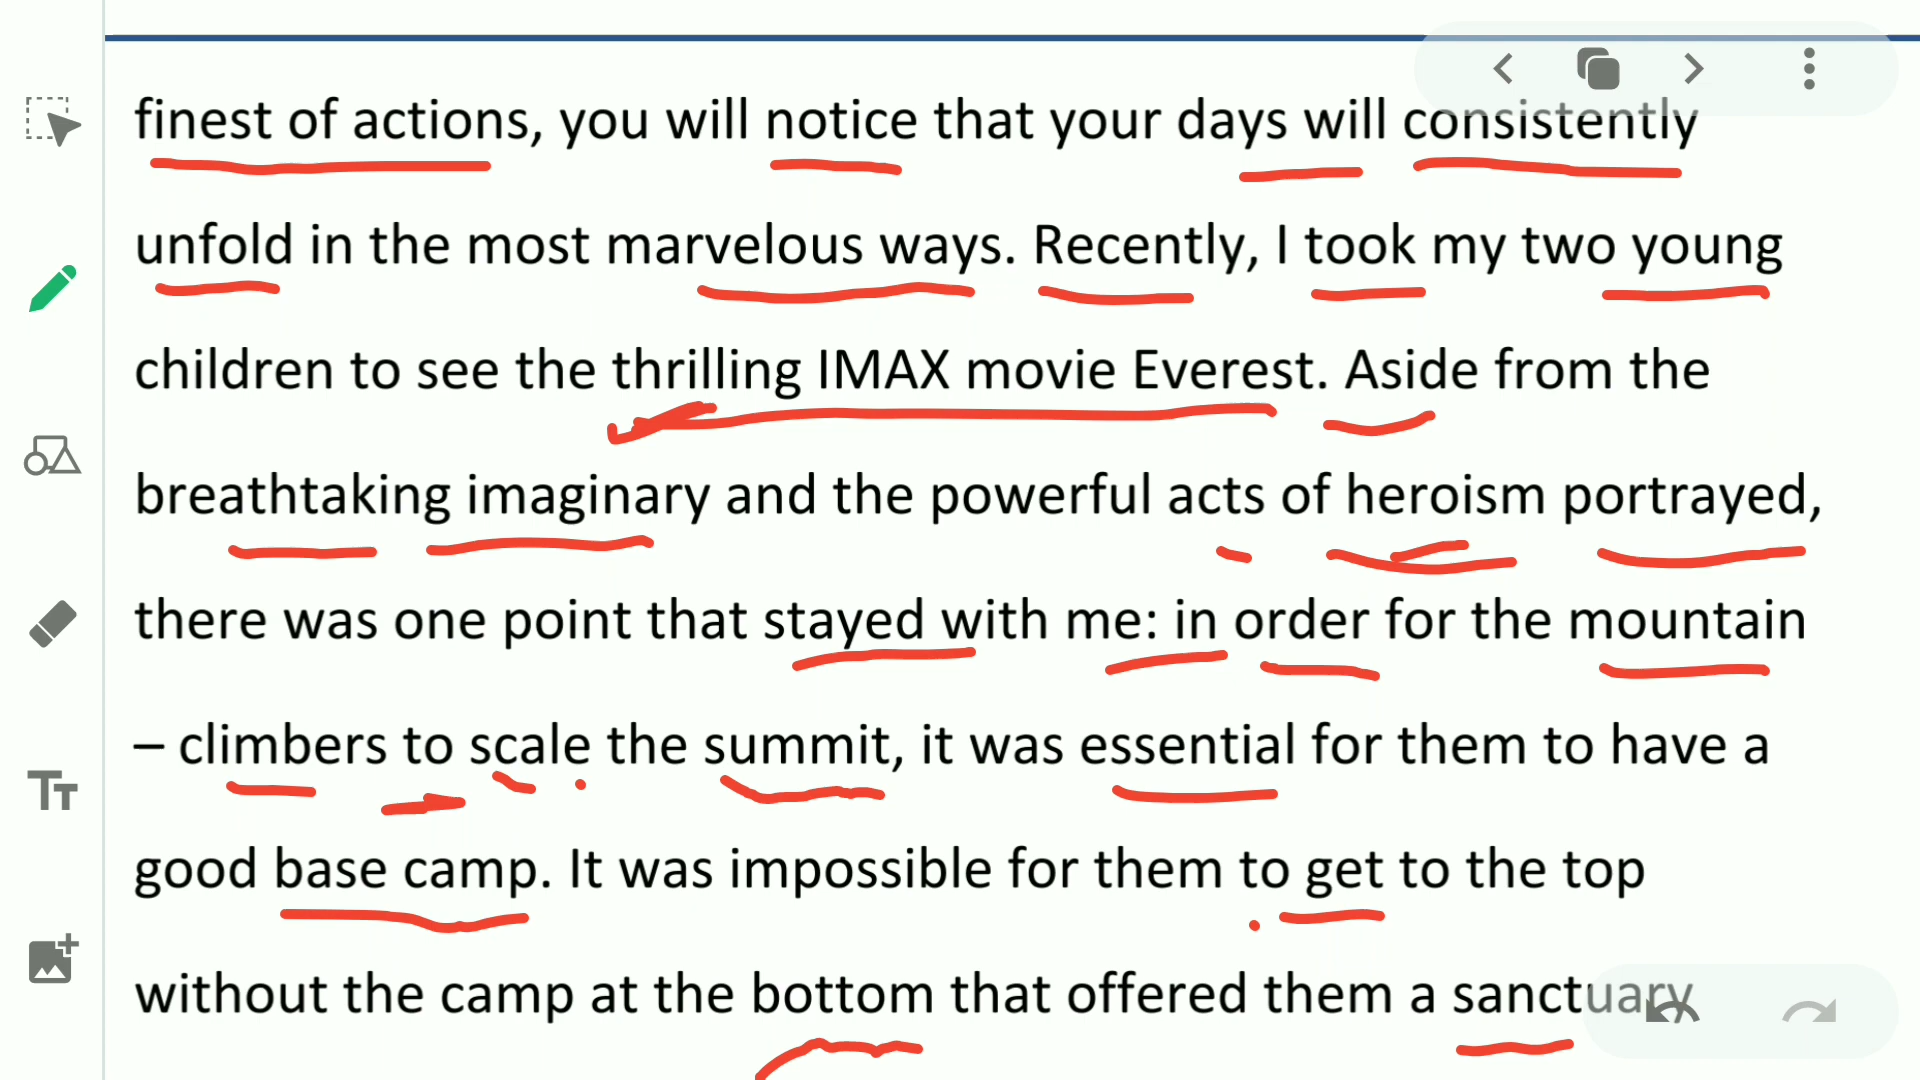 finest of actions, you will notice that your days will consistently
unfold in the most marvelous ways. Recently, I took my two young
children to see the thrilling IMAX movie Everest. Aside from the
breathtaking imaginary and the powerful acts of heroism portrayed,
there was one point that stayed with me: in order for the mountain
– climbers to scale the summit, it was essential for them to have a
good base camp. It was impossible for them to get to the top
without the camp at the bottom that offered them a sanctuary
Tт